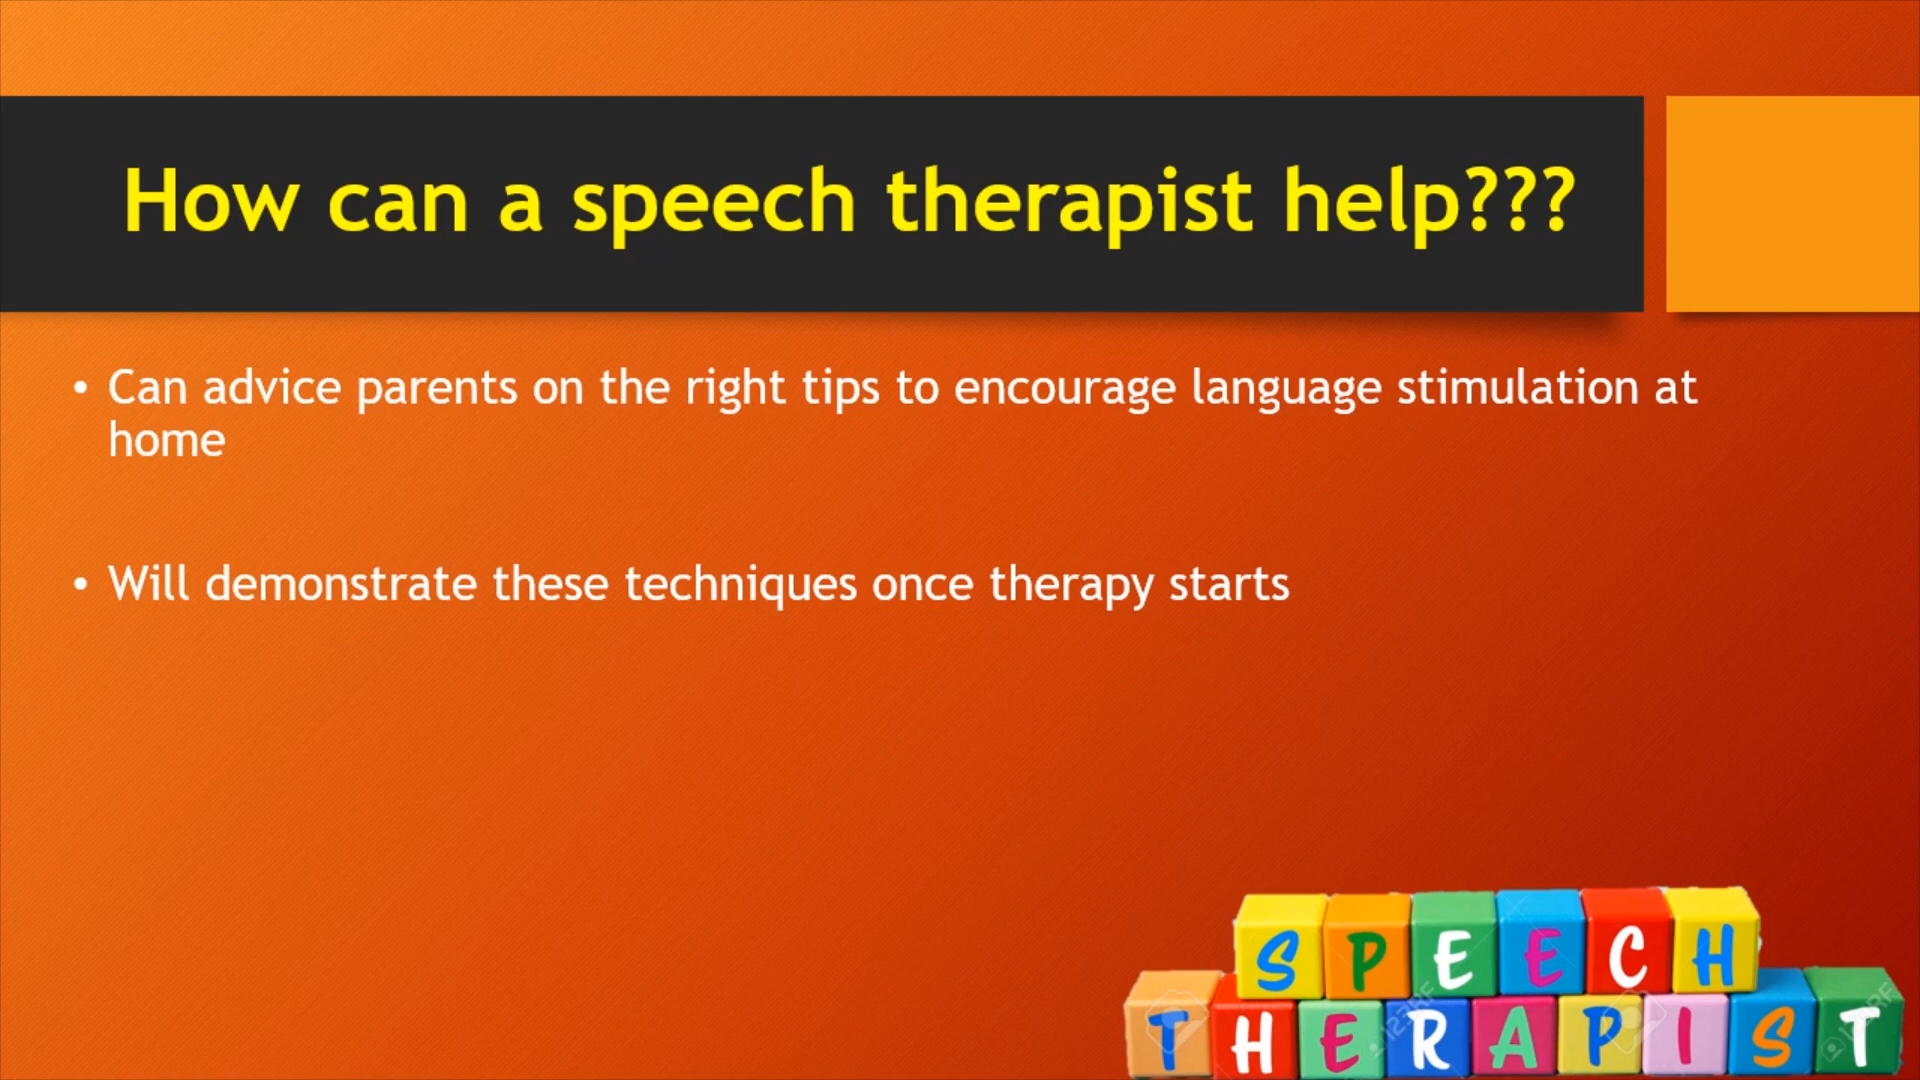 How can a speech therapist help???
• Can advice parents on the right tips to encourage language stimulation at
home
• Will demonstrate these techniques once therapy starts
SPEECH
THERAPIST